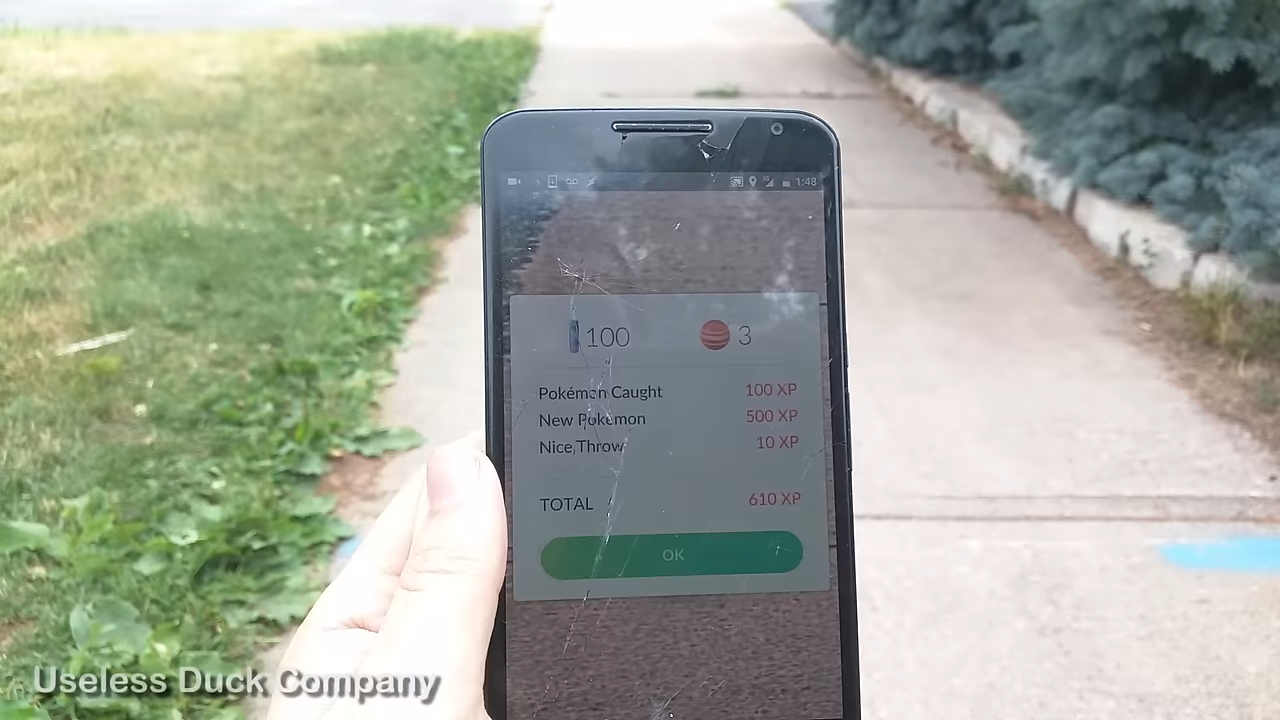 1:48
100 3
Pokémon Caught 100 XP
New Pokémon 500 XP
Nice Throw 10 XP
TOTAL 610 XP
OK
Useless Duck Company